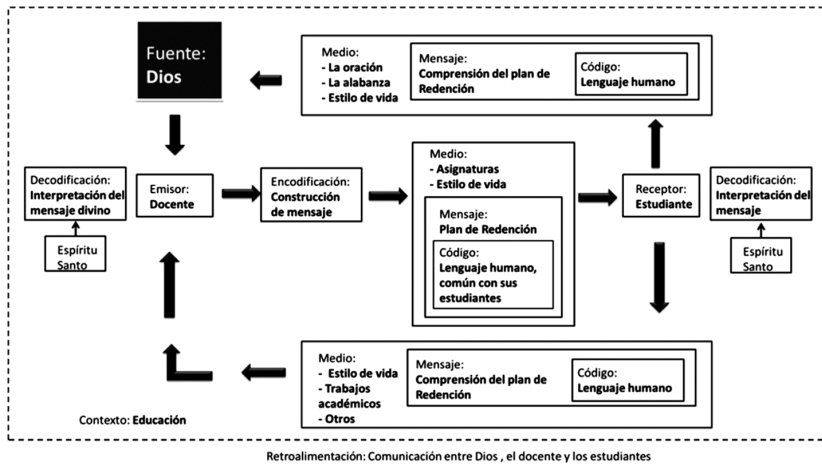 Fuente:
Dios
Medio:
- La oración
- La alabanza
- Estilo de vida
Mensaje:
Comprensión del plan de
Redención
Código:
Lenguaje humano
Decodificación:
Interpretación del
mensaje divino
Espíritu
Santo
Emisor:
Docente
Encodificación:
Construcción
de mensaje
Medio:
- Asignaturas
- Estilo de vida
Mensaje:
Plan de Redención
Código:
Lenguaje humano,
común con sus
estudiantes
Receptor:
Estudiante
Decodificación:
Interpretación del
mensaje
Espíritu
Santo
Medio:
- Estilo de vida
- Trabajos
académicos
- Otros
Mensaje:
Comprensión del plan de
Redención
Código:
Lenguaje humano
Contexto: Educación
Retroalimentación: Comunicación entre Dios , el docente y los estudiantes